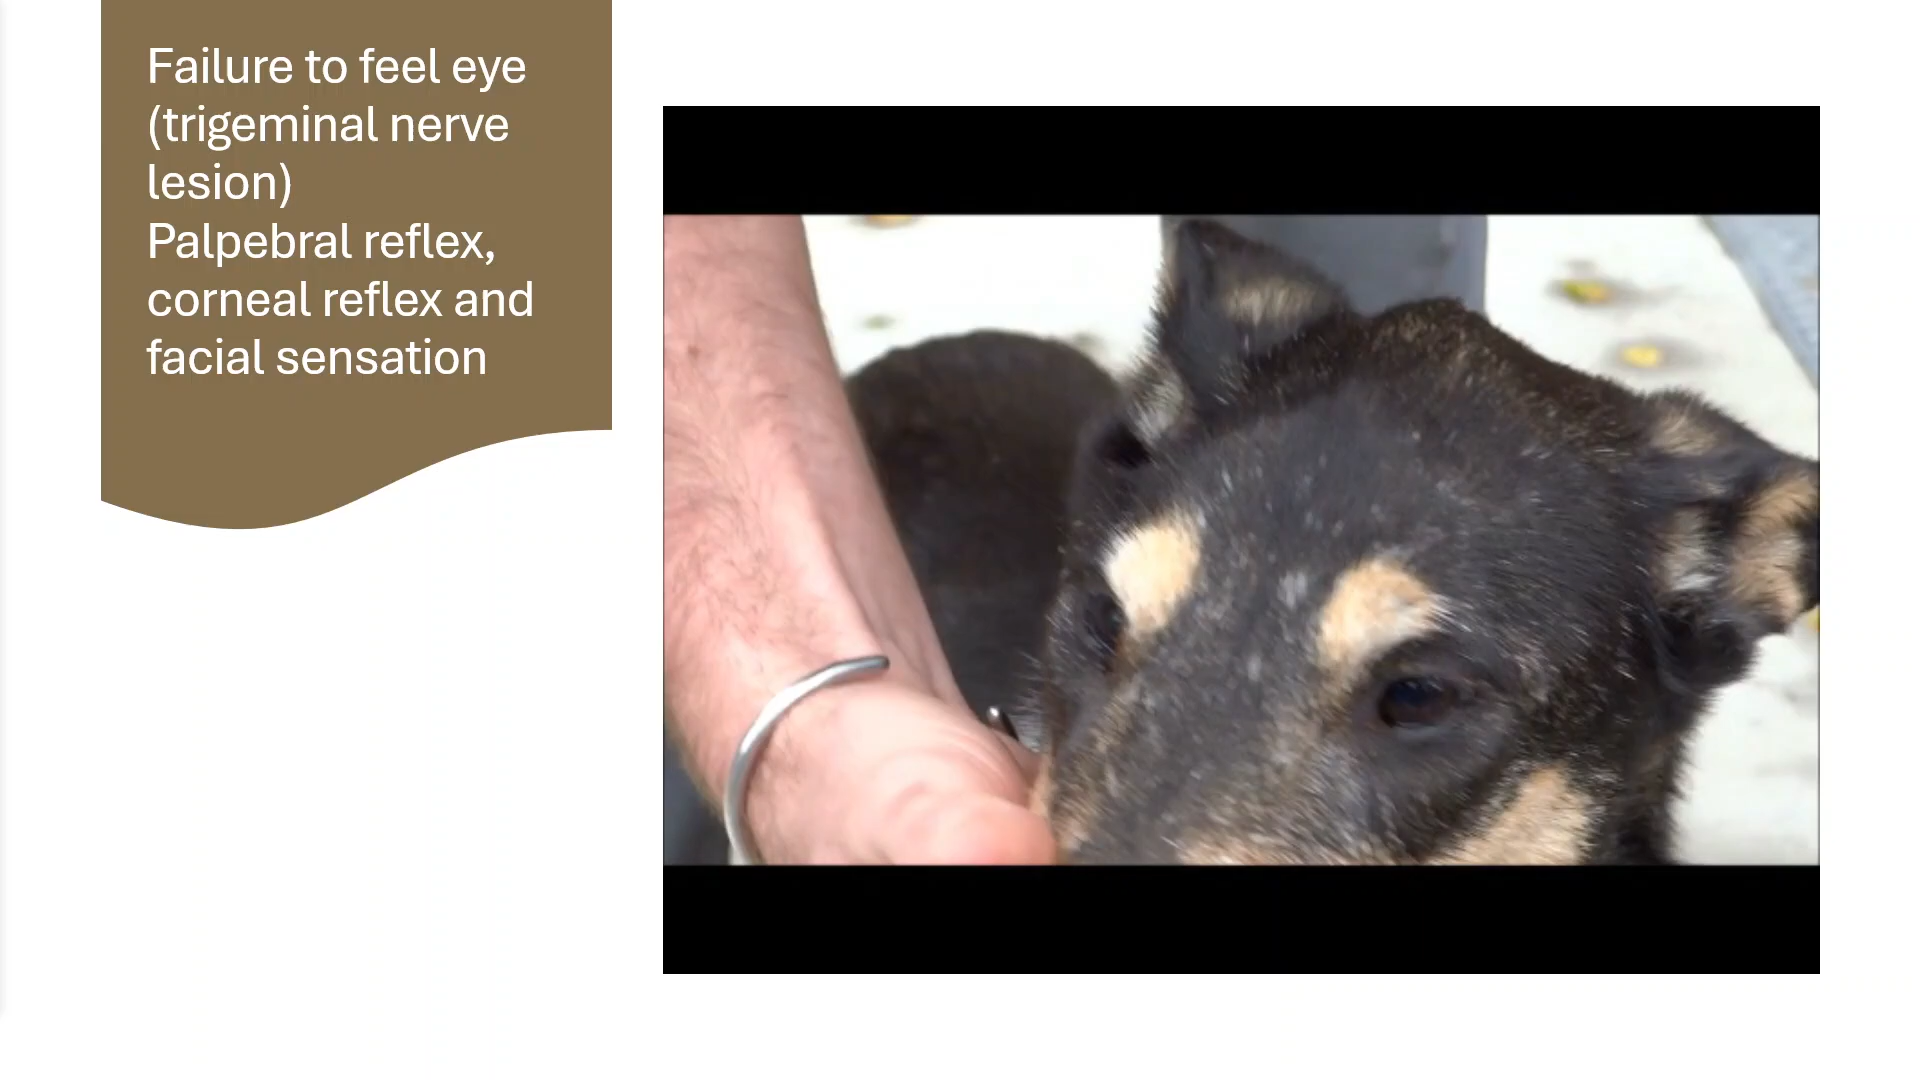 Failure to feel eye
(trigeminal nerve
lesion)
Palpebral reflex,
corneal reflex and
facial sensation